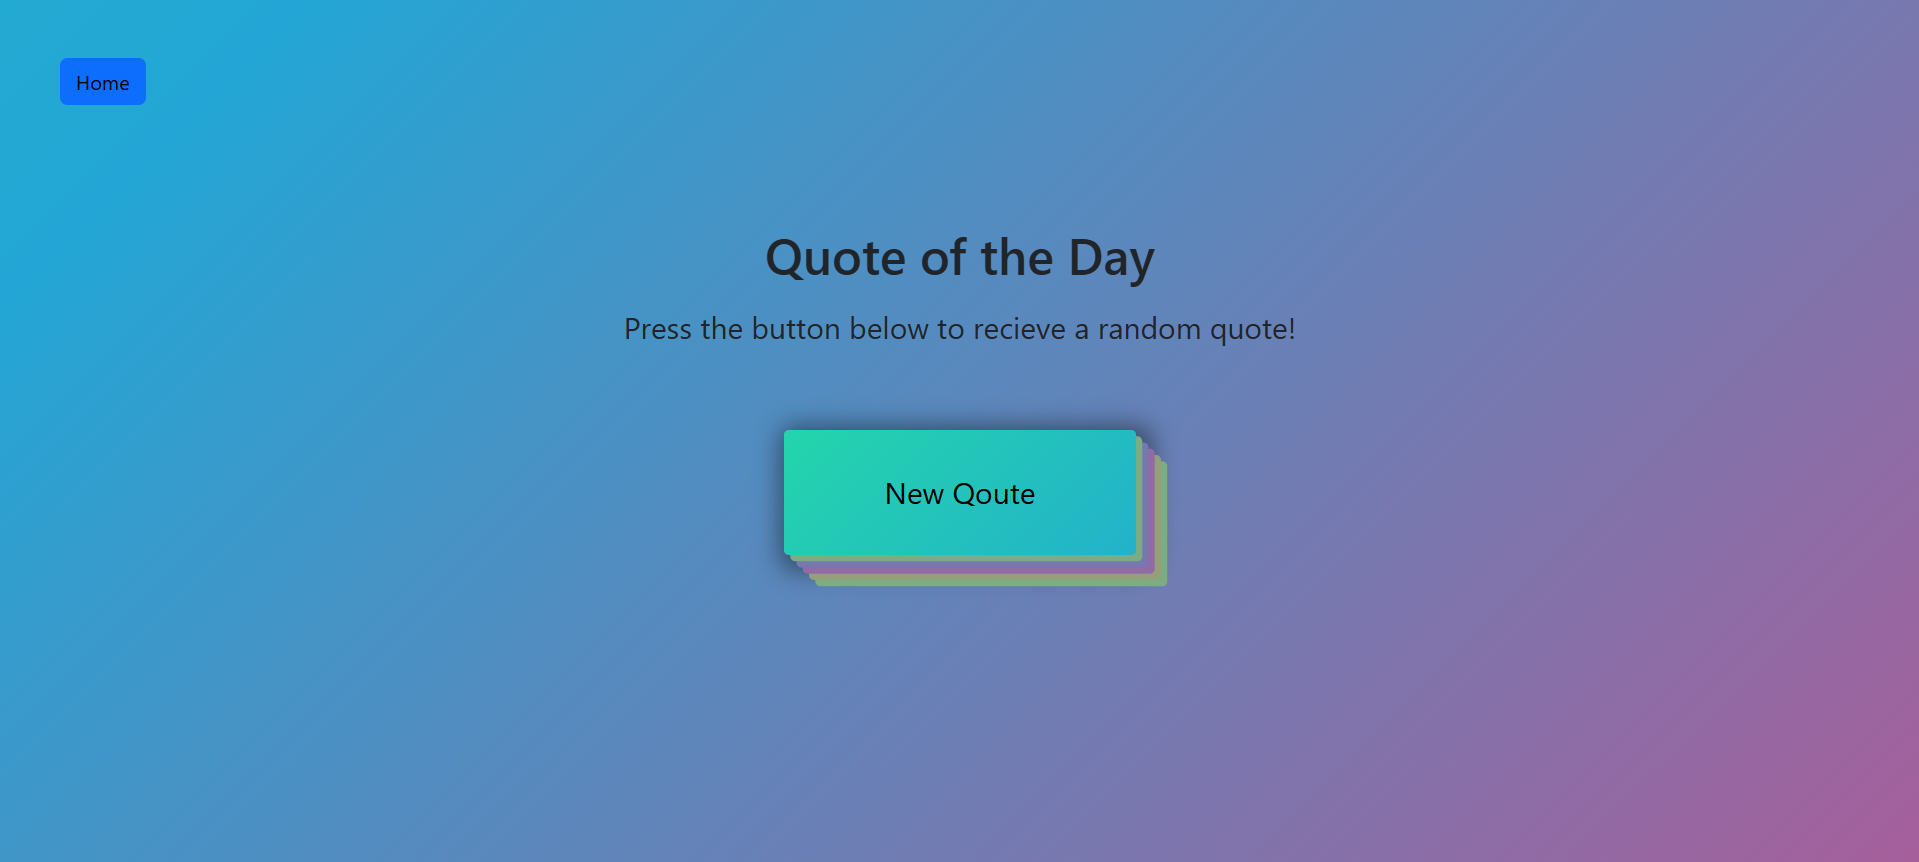 Home
Quote of the Day
Press the button below to recieve a random quote!
New Qoute